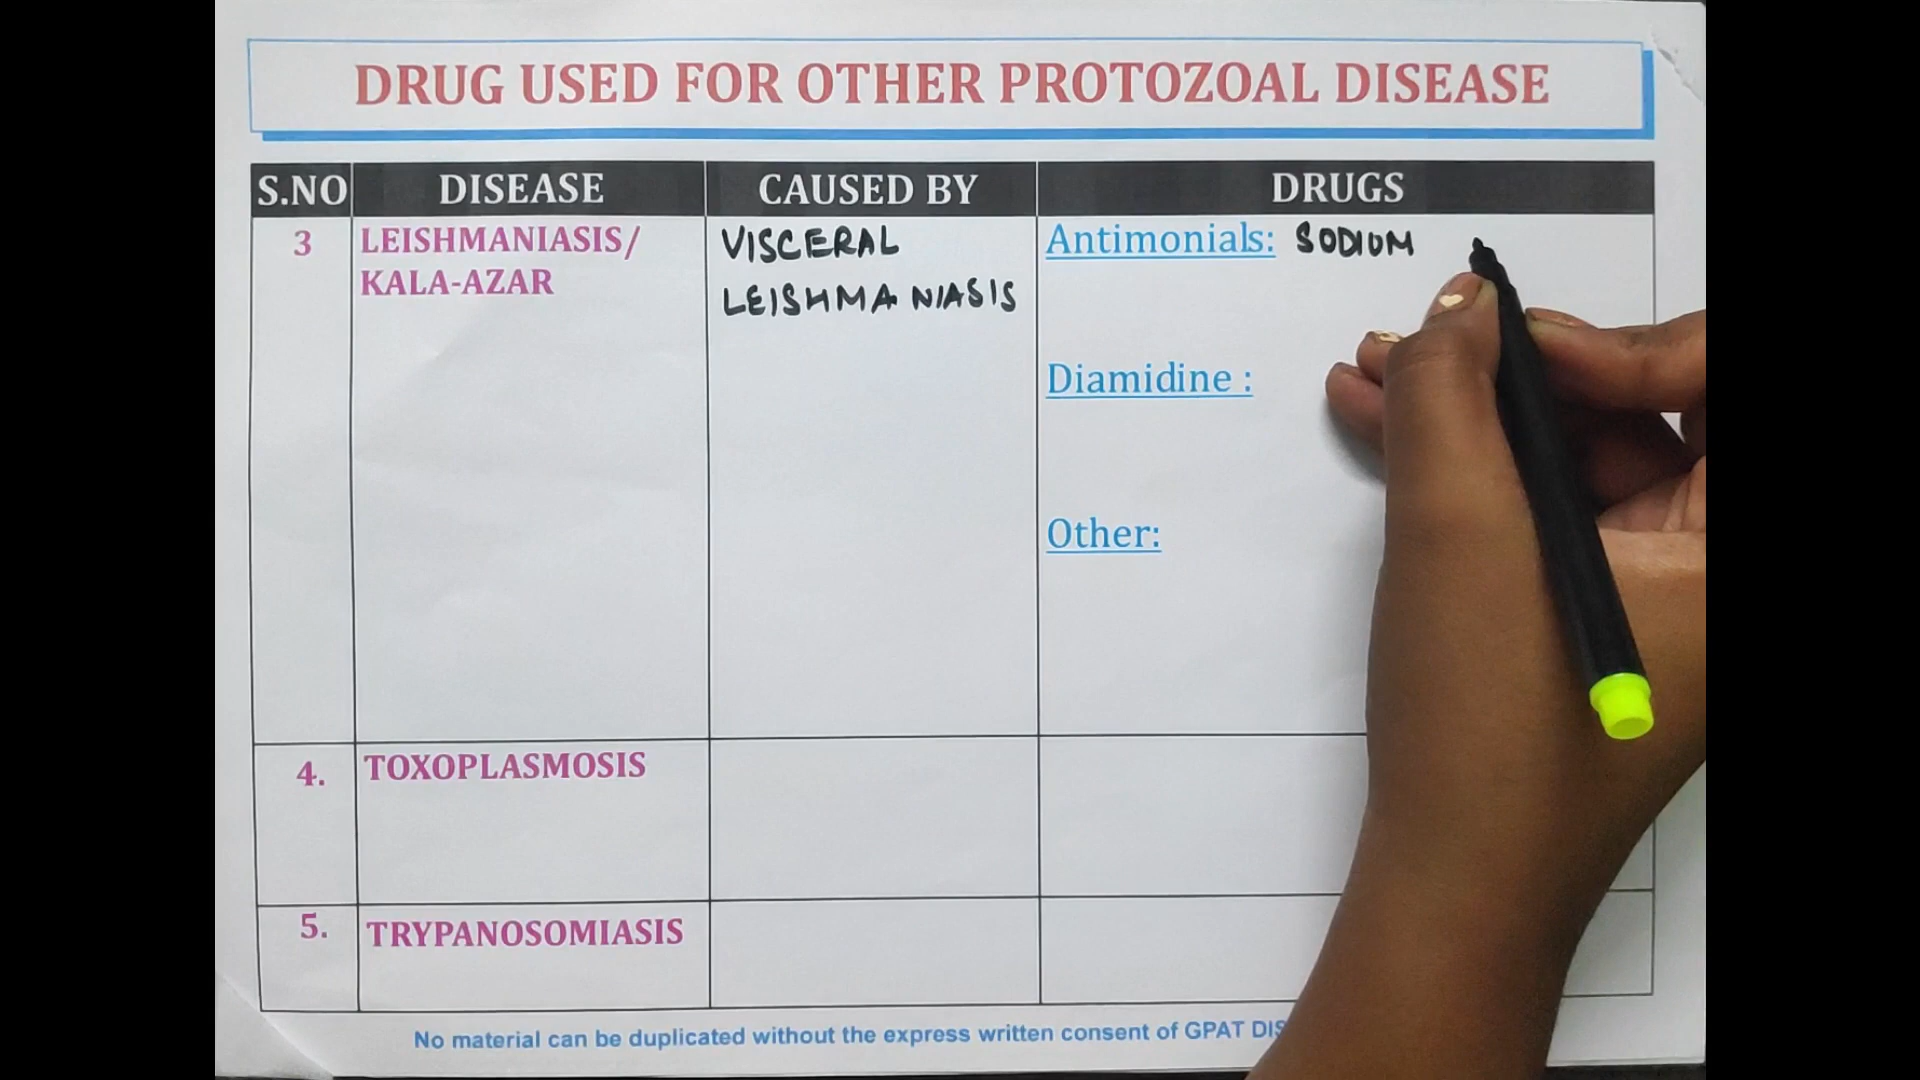 DRUG USED FOR OTHER PROTOZOAL DISEASE
S.NO DISEASE CAUSED BY DRUGS
3 LEISHMANIASIS/ VISCERAL Antimonials: SODIUM
KALA-AZAR LEISHMANIASIS
Diamidine :
Other:
4. TOXOPLASMOSIS
5. TRYPANOSOMIASIS
No material can be duplicated without the express written consent of GPAT DIS